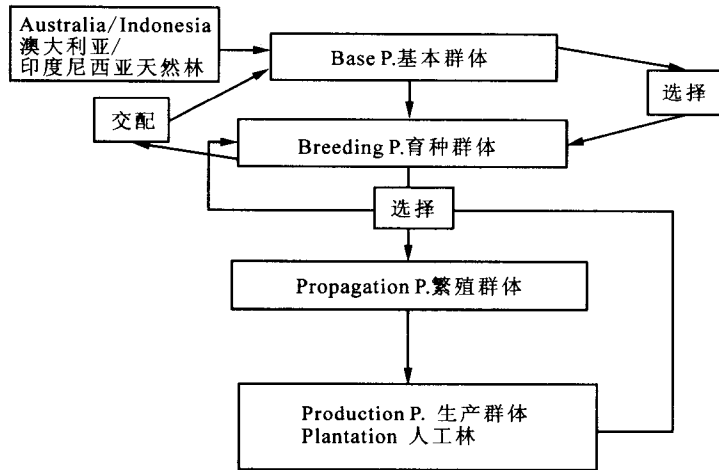 Australia/Indonesia
澳大利亚/
印度尼西亚天然林
Base P.基本群体
选择
交配
Breeding P.育种群体
选择
Propagation P.繁殖群体
Production P. 生产群体
Plantation 人工林